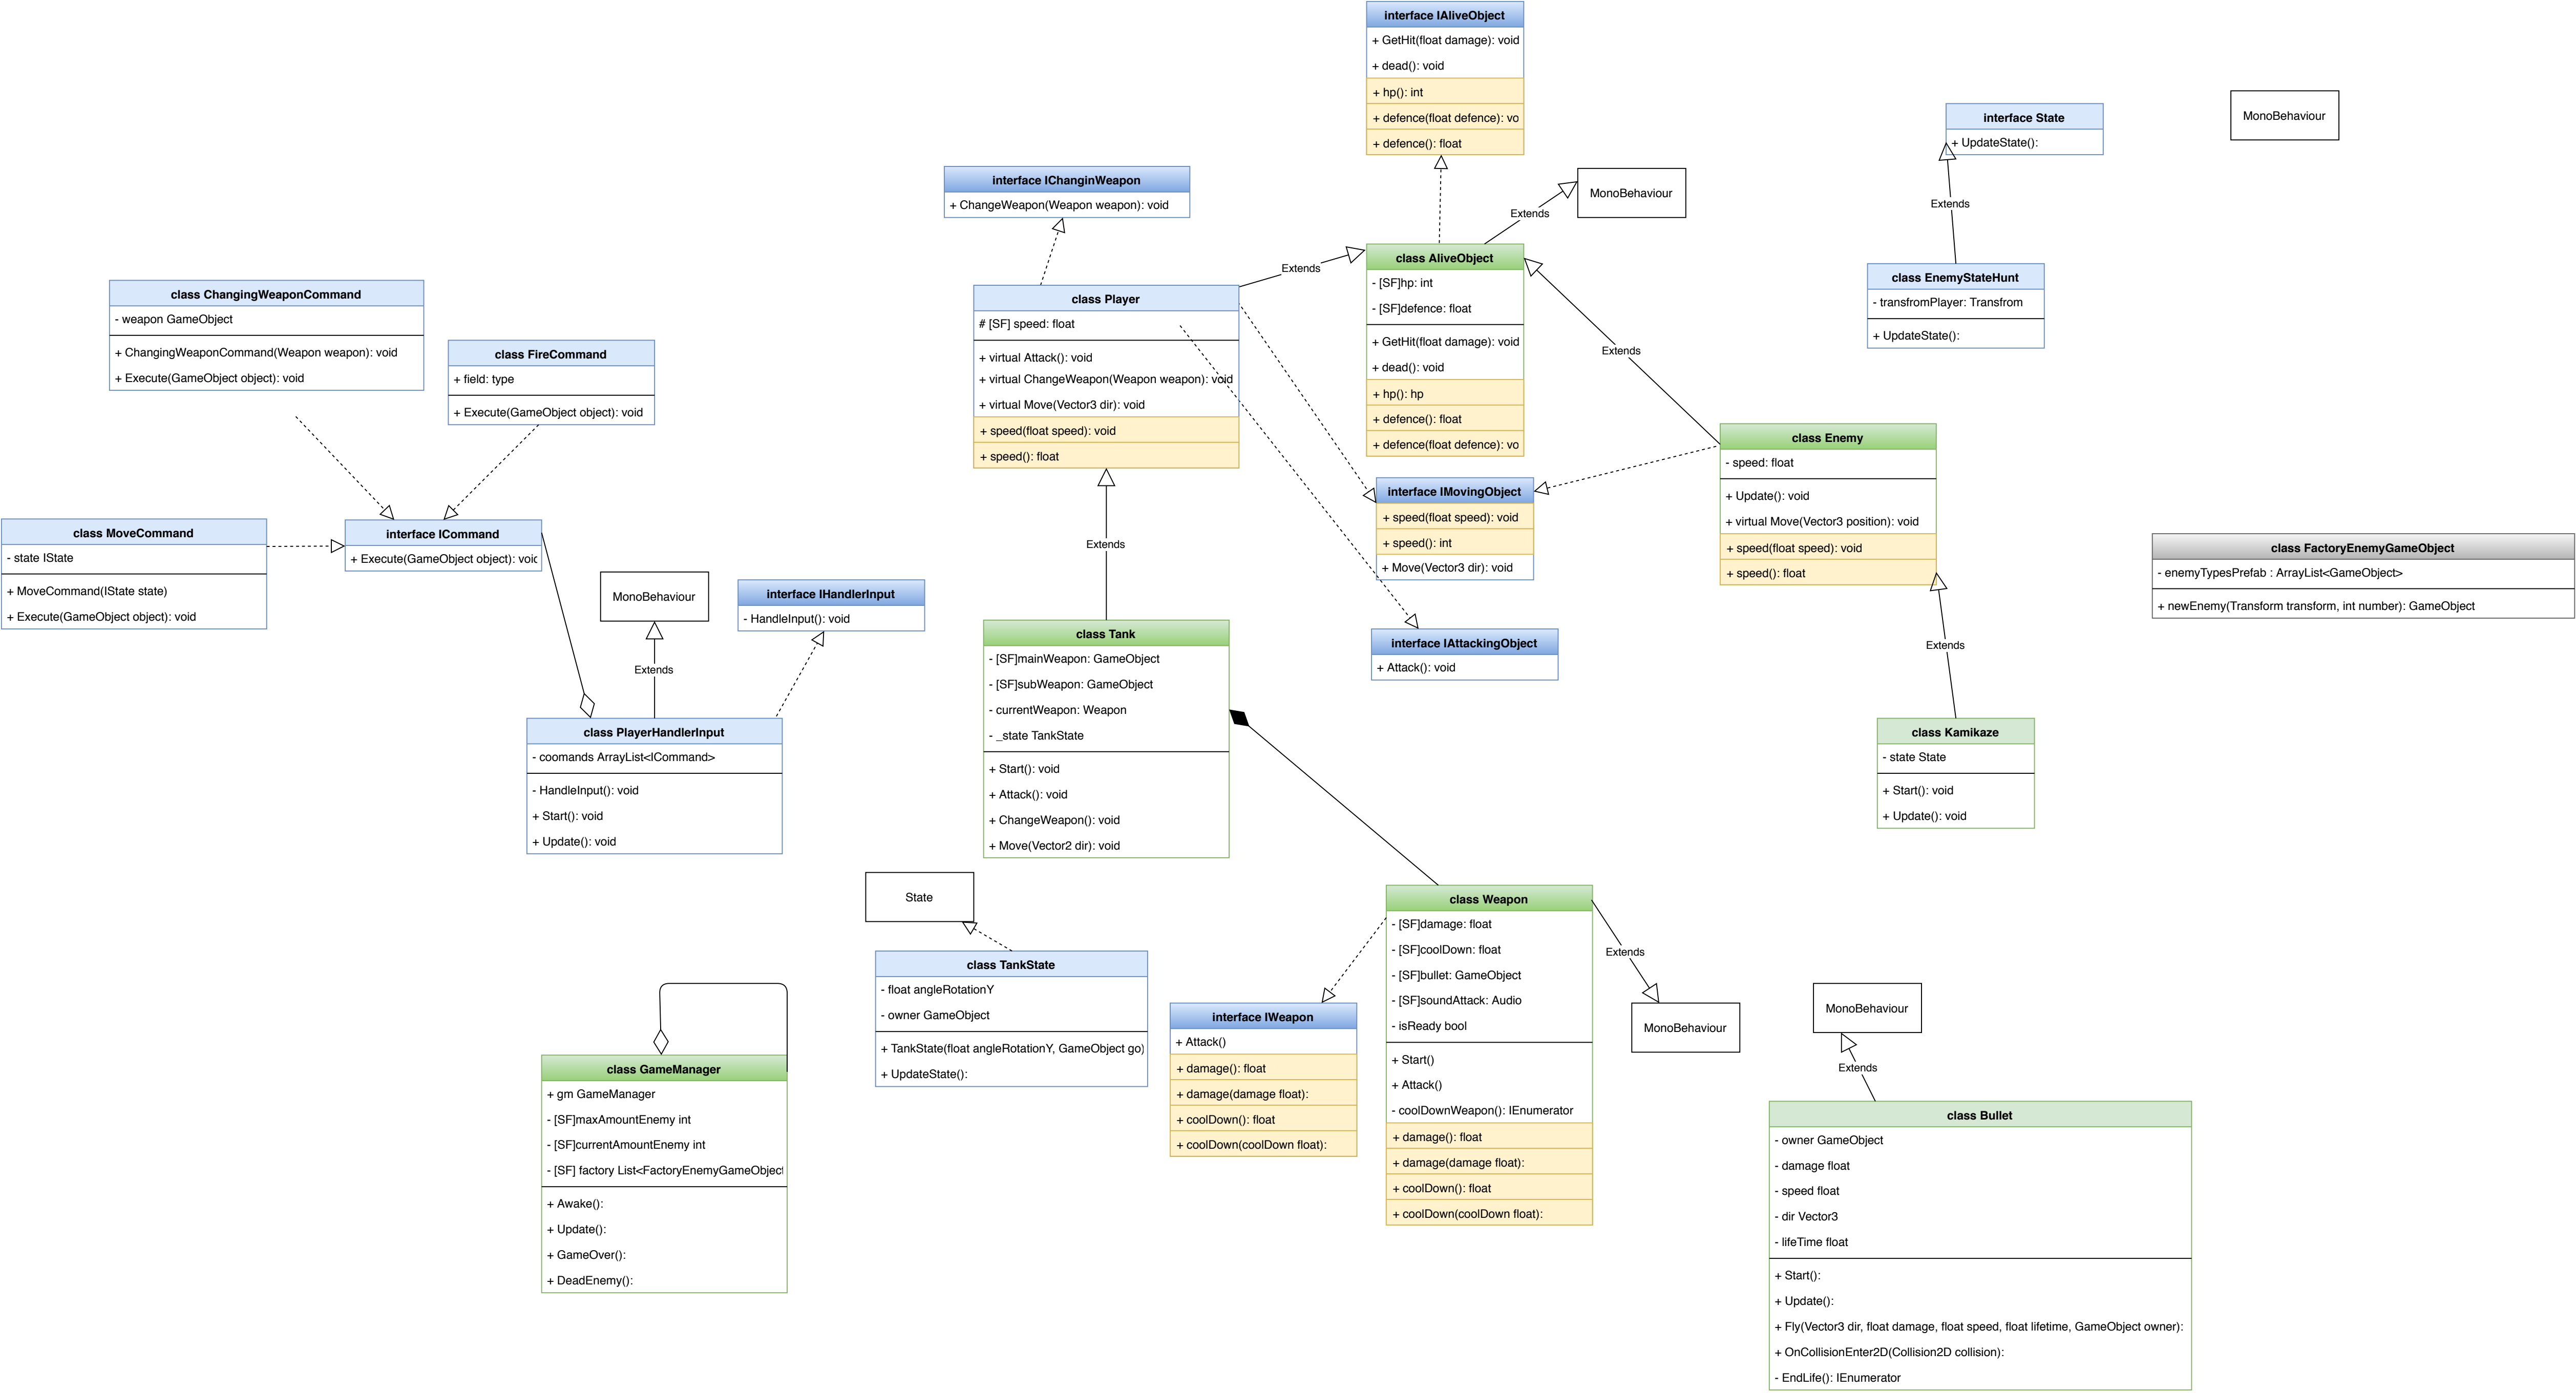 interface IAliveObject
+ GetHit(float damage): void
+ dead(): void
+ hp(): int
+ defence(float defence): vo
+ defence(): float
MonoBehaviour
interface State
+ UpdateState():
Extends
class EnemyStateHunt
- transfromPlayer: Transfrom
+ UpdateState():
interface IChanginWeapon
+ ChangeWeapon(Weapon weapon): void
MonoBehaviour
Extends
Extends
class AliveObject
- [SF]hp: int
- [SF]defence: float
+ GetHit(float damage): void
+ dead(): void
+ hp(): hp
+ defence(): float
+ defence(float defence): vo
class Player
# [SF] speed: float
+ virtual Attack(): void
+ virtual ChangeWeapon(Weapon weapon): void
+ virtual Move(Vector3 dir): void
+ speed(float speed): void
+ speed(): float
class ChangingWeaponCommand
- weapon GameObject
+ ChangingWeaponCommand(Weapon weapon): void
+ Execute(GameObject object): void
class FireCommand
+ field: type
+ Execute(GameObject object): void
Extends
class Enemy
- speed: float
+ Update(): void
+ virtual Move(Vector3 position): void
+ speed(float speed): void
+ speed(): float
interface IMovingObject
+ speed(float speed): void
+ speed(): int
+ Move(Vector3 dir): void
class MoveCommand
- state IState
+ MoveCommand(IState state)
+ Execute(GameObject object): void
interface ICommand
+ Execute(GameObject object): voic
Extends
class FactoryEnemyGameObject
- enemyTypesPrefab : ArrayList<GameObject>
+ newEnemy(Transform transform, int number): GameObject
MonoBehaviour
interface IHandlerInput
- HandleInput(): void
Extends
interface IAttackingObject
+ Attack(): void
Extends
class Tank
- [SF]mainWeapon: GameObject
- [SF]subWeapon: GameObject
- currentWeapon: Weapon
- _state TankState
+ Start(): void
+ Attack(): void
+ ChangeWeapon(): void
+ Move(Vector2 dir): void
class PlayerHandlerInput
- coomands ArrayList<ICommand>
- HandleInput(): void
+ Start(): void
+ Update(): void
class Kamikaze
- state State
+ Start(): void
+ Update(): void
State
class TankState
- float angleRotationY
- owner GameObject
+ TankState(float angleRotationY, GameObject go)
+ UpdateState():
class Weapon
- [SF]damage: float
- [SF]coolDown: float
- [SF]bullet: GameObject
- [SF]soundAttack: Audio
- isReady bool
+ Start()
+ Attack()
- coolDownWeapon(): IEnumerator
+ damage(): float
+ damage(damage float):
+ coolDown(): float
+ coolDown(coolDown float):
Extends
MonoBehaviour
interface IWeapon
+ Attack()
+ damage(): float
+ damage(damage float):
+ coolDown(): float
+ coolDown(coolDown float):
class GameManager
+ gm GameManager
- [SF]maxAmountEnemy int
- [SF]currentAmountEnemy int
- [SF] factory List<FactoryEnemyGameObject
+ Awake():
+ Update():
+ GameOver():
+ DeadEnemy():
MonoBehaviour
Extends
class Bullet
- owner GameObject
- damage float
- speed float
- dir Vector3
- lifeTime float
+ Start():
+ Update():
+ Fly(Vector3 dir, float damage, float speed, float lifetime, GameObject owner):
+ OnCollisionEnter2D(Collision2D collision):
- EndLife(): IEnumerator